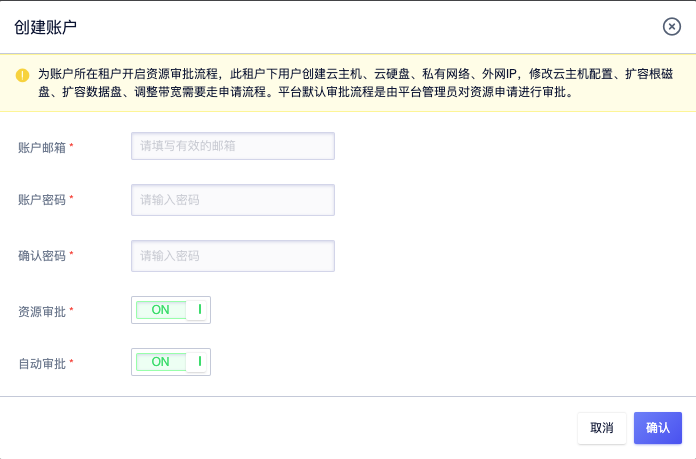 创建账户
为账户所在租户开启资源审批流程，此租户下用户创建云主机、云硬盘、私有网络、外网IP，修改云主机配置、扩容根磁
盘、扩容数据盘、调整带宽需要走申请流程。平台默认审批流程是由平台管理员对资源申请进行审批。
账户邮箱 * 请填写有效的邮箱
账户密码 * 请输入密码
确认密码 * 请输入密码
资源审批 * ON
自动审批 * ON
取消 确认